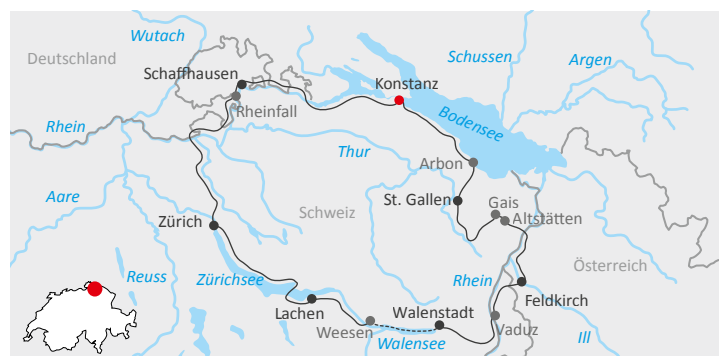 Wutach
Deutschland
Schussen
Argen
Schaffhausen
Konstanz
Rheinfall
Bodensee
Rhein
Thur
Arbon
Aare
St. Gallen
Gais
Altstätten
Schweiz
Zürich
Österreich
Reuss
Zürichsee
Rhein
Feldkirch
Lachen
Walenstadt
Weesen
Vaduz
Walensee
Ill